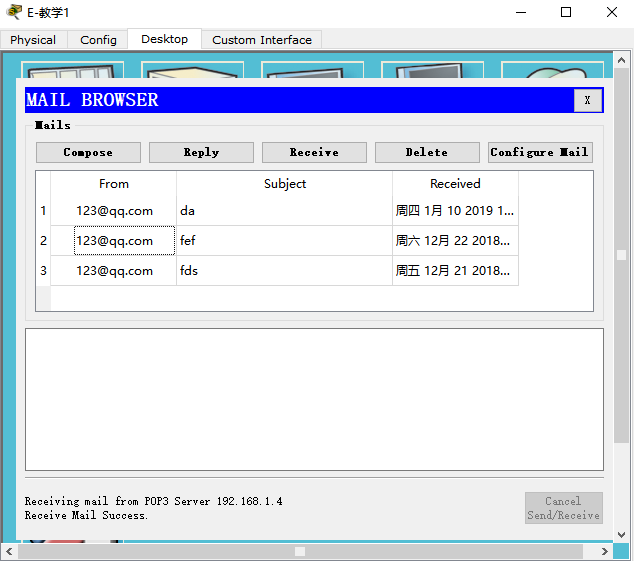 E-教学1
Physical Config Desktop Custom Interface
MAIL BROWSER X
Mails
Compose Reply Receive Delete Configure Mail
From Subject Received
1 123@qq.com da 周四 1月 10 2019 1...
2 123@qq.com fef 周六 12月 22 2018...
3 123@qq.com fds 周五 12月 21 2018...
Receiving mail from POP3 Server 192.168.1.4
Receive Mail Success.
Cancel
Send/Receive